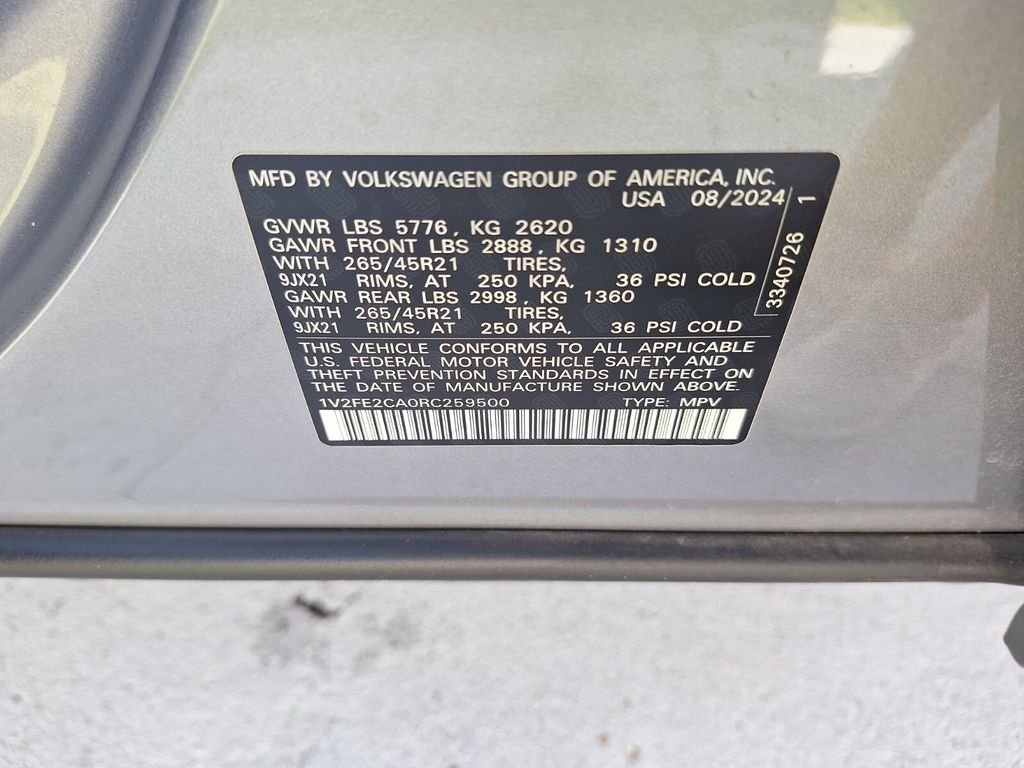 MFD BY VOLKSWAGEN GROUP OF AMERICA, INC.
USA 08/2024
GVWR LBS 5776, KG 2620
GAWR FRONT LBS 2888, KG 1310
WITH 265/45R21 TIRES,
9JX21 RIMS, AT 250 KPA, 36 PSI COLD
GAWR REAR LBS 2998, KG 1360
WITH 265/45R21 TIRES,
9JX21 RIMS, AT 250 KPA, 36 PSI COLD
THIS VEHICLE CONFORMS TO ALL APPLICABLE
U.S. FEDERAL MOTOR VEHICLE SAFETY AND
THEFT PREVENTION STANDARDS IN EFFECT ON
THE DATE OF MANUFACTURE SHOWN ABOVE.
1V2FE2CA0RC259500 TYPE: MPV
3340726 1